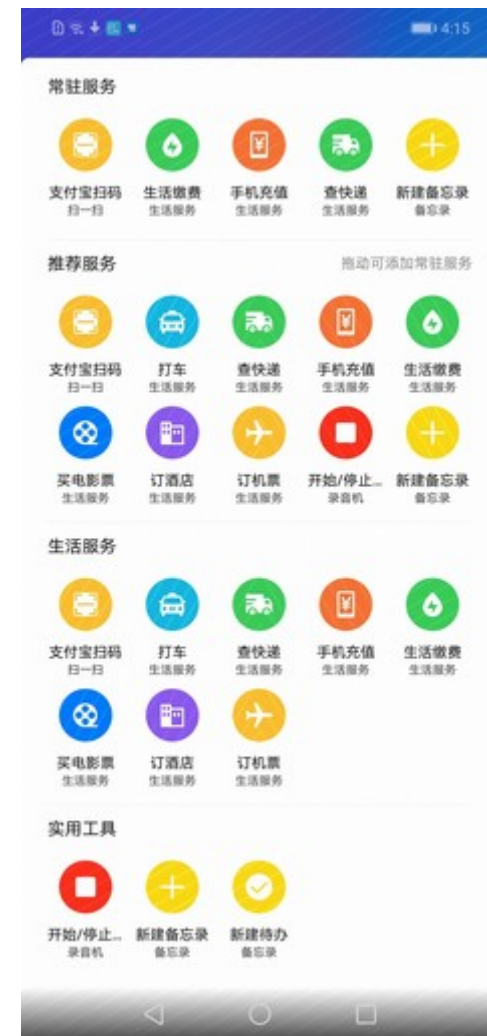 4:15
常驻服务
支付宝扫码 生活缴费 手机充值 查快递 新建备忘录
扫一扫 生活服务 生活服务 生活服务 备忘录
推荐服务 拖动可添加常驻服务
支付宝扫码 打车 查快递 手机充值 生活缴费
扫一扫 生活服务 生活服务 生活服务 生活服务
买电影票 订酒店 订机票 开始/停止... 新建备忘录
生活服务 生活服务 生活服务 录音机 备忘录
生活服务
支付宝扫码 打车 查快递 手机充值 生活缴费
扫一扫 生活服务 生活服务 生活服务 生活服务
买电影票 订酒店 订机票
生活服务 生活服务 生活服务
实用工具
开始/停止... 新建备忘录 新建待办
录音机 备忘录 备忘录